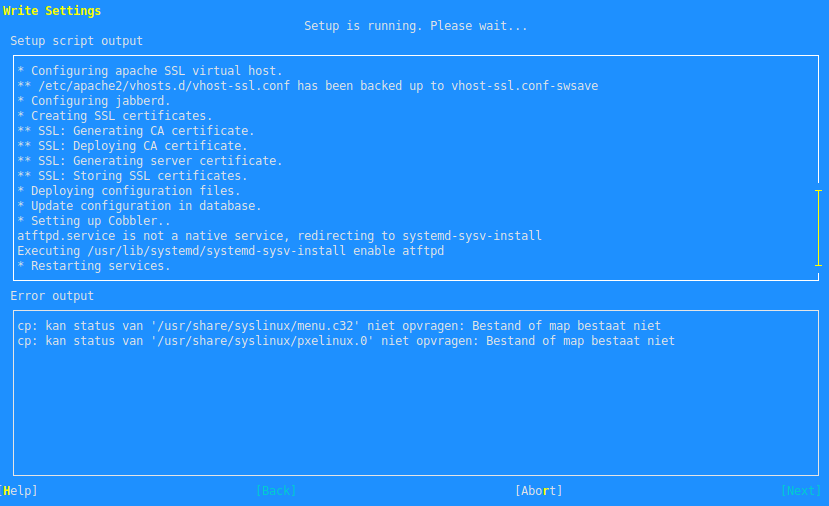 Write Settings
Setup is running. Please wait...
Setup script output
* Configuring apache SSL virtual host.
** /etc/apache2/vhosts.d/vhost-ssl.conf has been backed up to vhost-ssl.conf-swsave
* Configuring jabberd.
* Creating SSL certificates.
** SSL: Generating CA certificate.
** SSL: Deploying CA certificate.
** SSL: Generating server certificate.
** SSL: Storing SSL certificates.
* Deploying configuration files.
* Update configuration in database.
* Setting up Cobbler..
atftpd.service is not a native service, redirecting to systemd-sysv-install
Executing /usr/lib/systemd/systemd-sysv-install enable atftpd
* Restarting services.
Error output
cp: kan status van '/usr/share/syslinux/menu.c32' niet opvragen: Bestand of map bestaat niet
cp: kan status van '/usr/share/syslinux/pxelinux.0' niet opvragen: Bestand of map bestaat niet
[Help] [Back] [Abort] [Next]